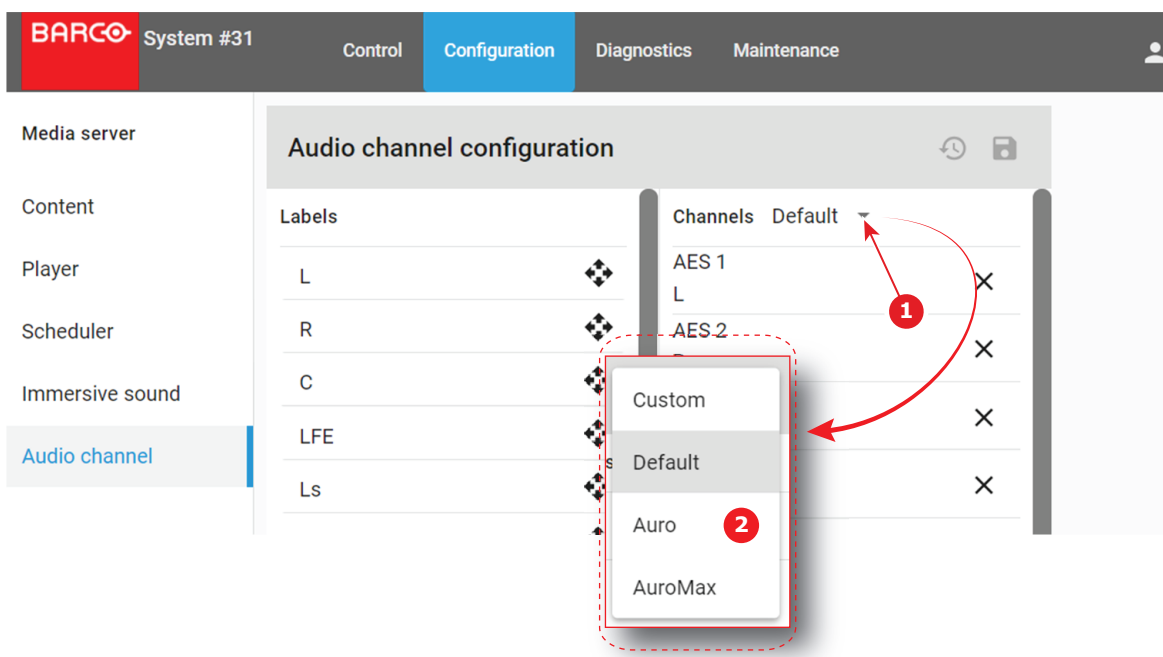 BARCO System #31
Control Configuration Diagnostics Maintenance
Media server
Content
Player
Scheduler
Immersive sound
Audio channel
Audio channel configuration
Labels
L
R
C
LFE
Ls
Channels Default
AES 1
L
AES 2
1
Custom
Default
Auro
2
AuroMax